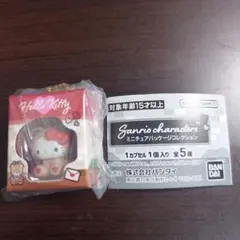 Hello Kitty
対象年齢15才以上
Sanrio characters
ミニチュアパッケージコレクション
1カプセル1個入り 全5種
株式会社バンダイ
BANDAI